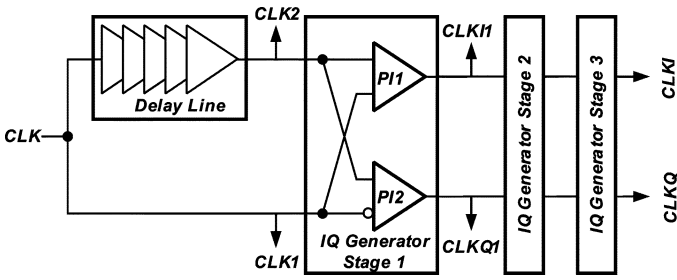 CLK2
CLKI1
PI1
Delay Line
CLK
PI2
IQ Generator
Stage 1
CLK1
CLKQ1
IQ Generator Stage 2
IQ Generator Stage 3
CLKI
CLKQ